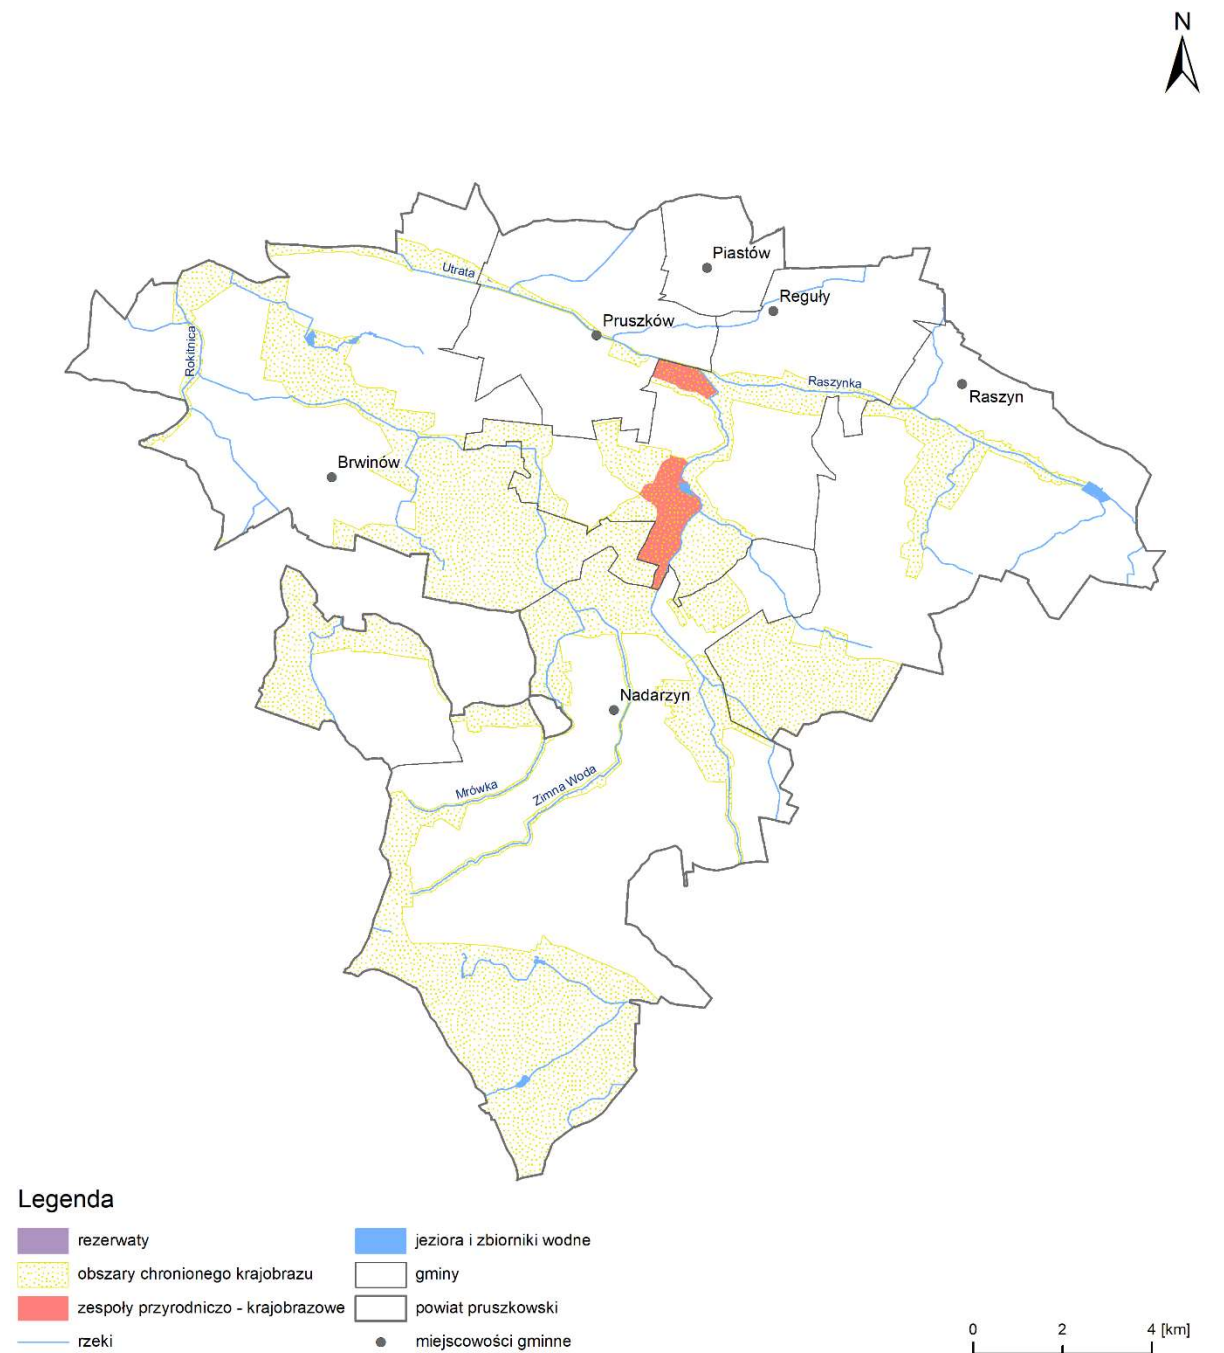 N
Piastów
Utrata
Reguły
Pruszków
Rokitnica
Raszynka
Raszyn
Brwinów
Nadarzyn
Mrówka
Zimna Woda
Legenda
rezerwaty
jeziora i zbiorniki wodne
obszary chronionego krajobrazu
gminy
zespoły przyrodniczo - krajobrazowe
powiat pruszkowski
rzeki
miejscowości gminne
0 2 4 [km]